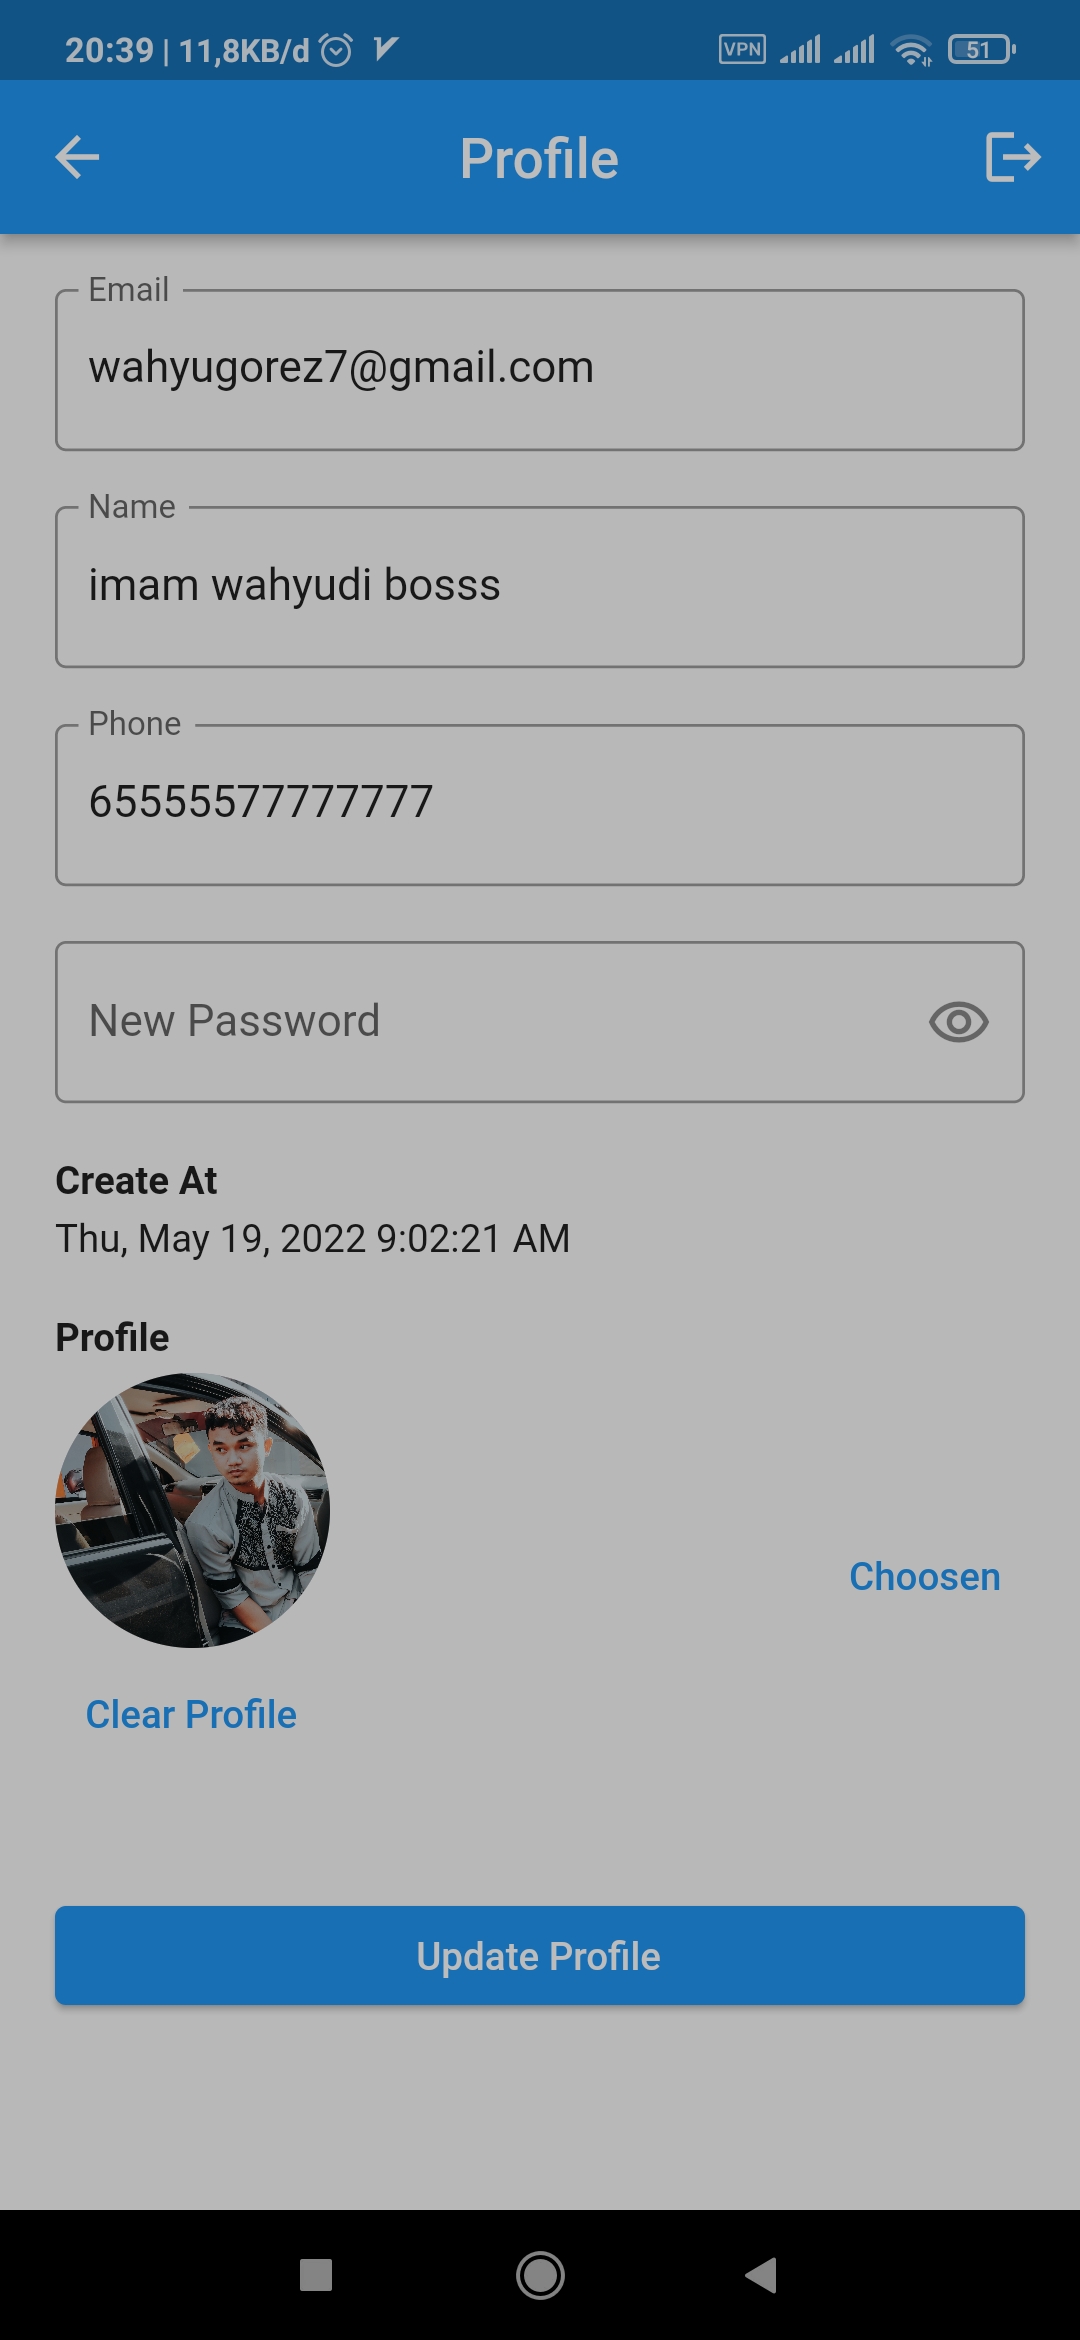 20:39 | 11,8KB/d VPN 51
Profile
Email
wahyugorez7@gmail.com
Name
imam wahyudi bosss
Phone
65555577777777
New Password
Create At
Thu, May 19, 2022 9:02:21 AM
Profile
Choosen
Clear Profile
Update Profile